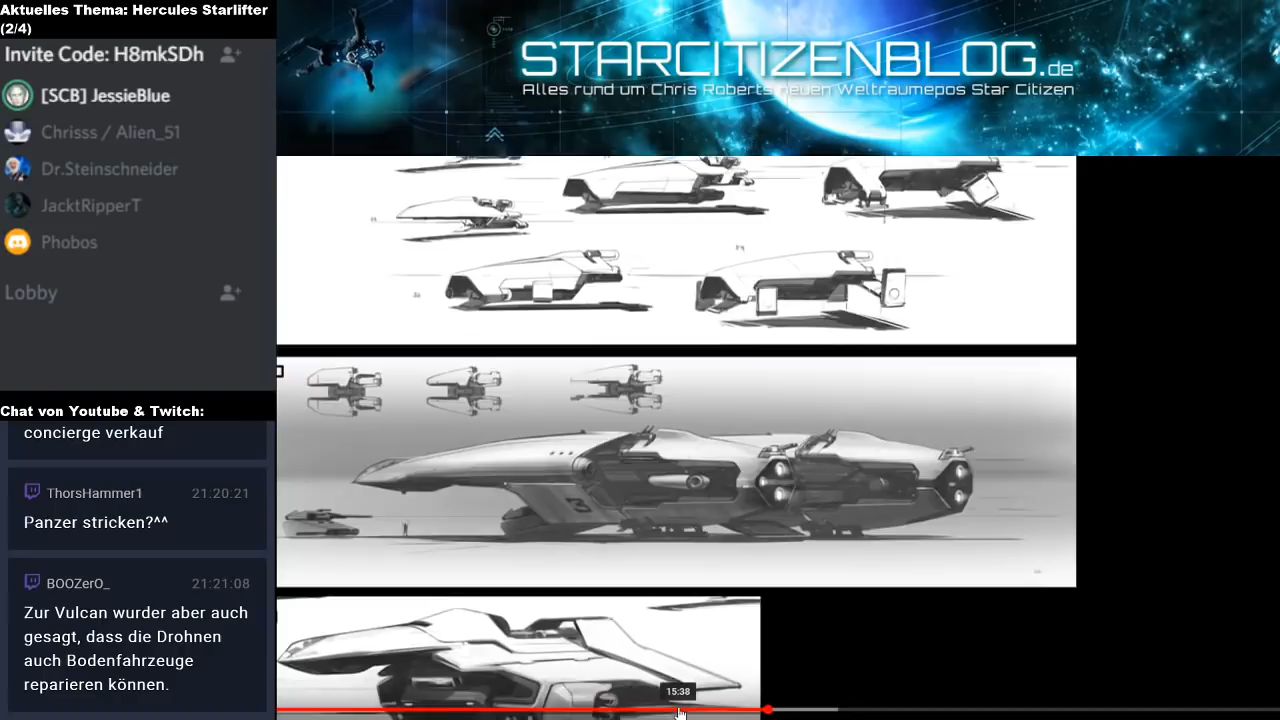 Aktuelles Thema: Hercules Starlifter
(2/4)
Invite Code: H8mkSDh
[SCB] JessieBlue
Chrisss / Alien_51
Dr.Steinschneider
JacktRipperT
Phobos
Lobby
Chat von Youtube & Twitch:
concierge verkauf
ThorsHammer1 21:20:21
Panzer stricken?^^
BOOZerO_ 21:21:08
Zur Vulcan wurder aber auch
gesagt, dass die Drohnen
auch Bodenfahrzeuge
reparieren können.
STARCITIZENBLOG.de
Alles rund um Chris Roberts neuen Weltraumepos Star Citizen
15:38